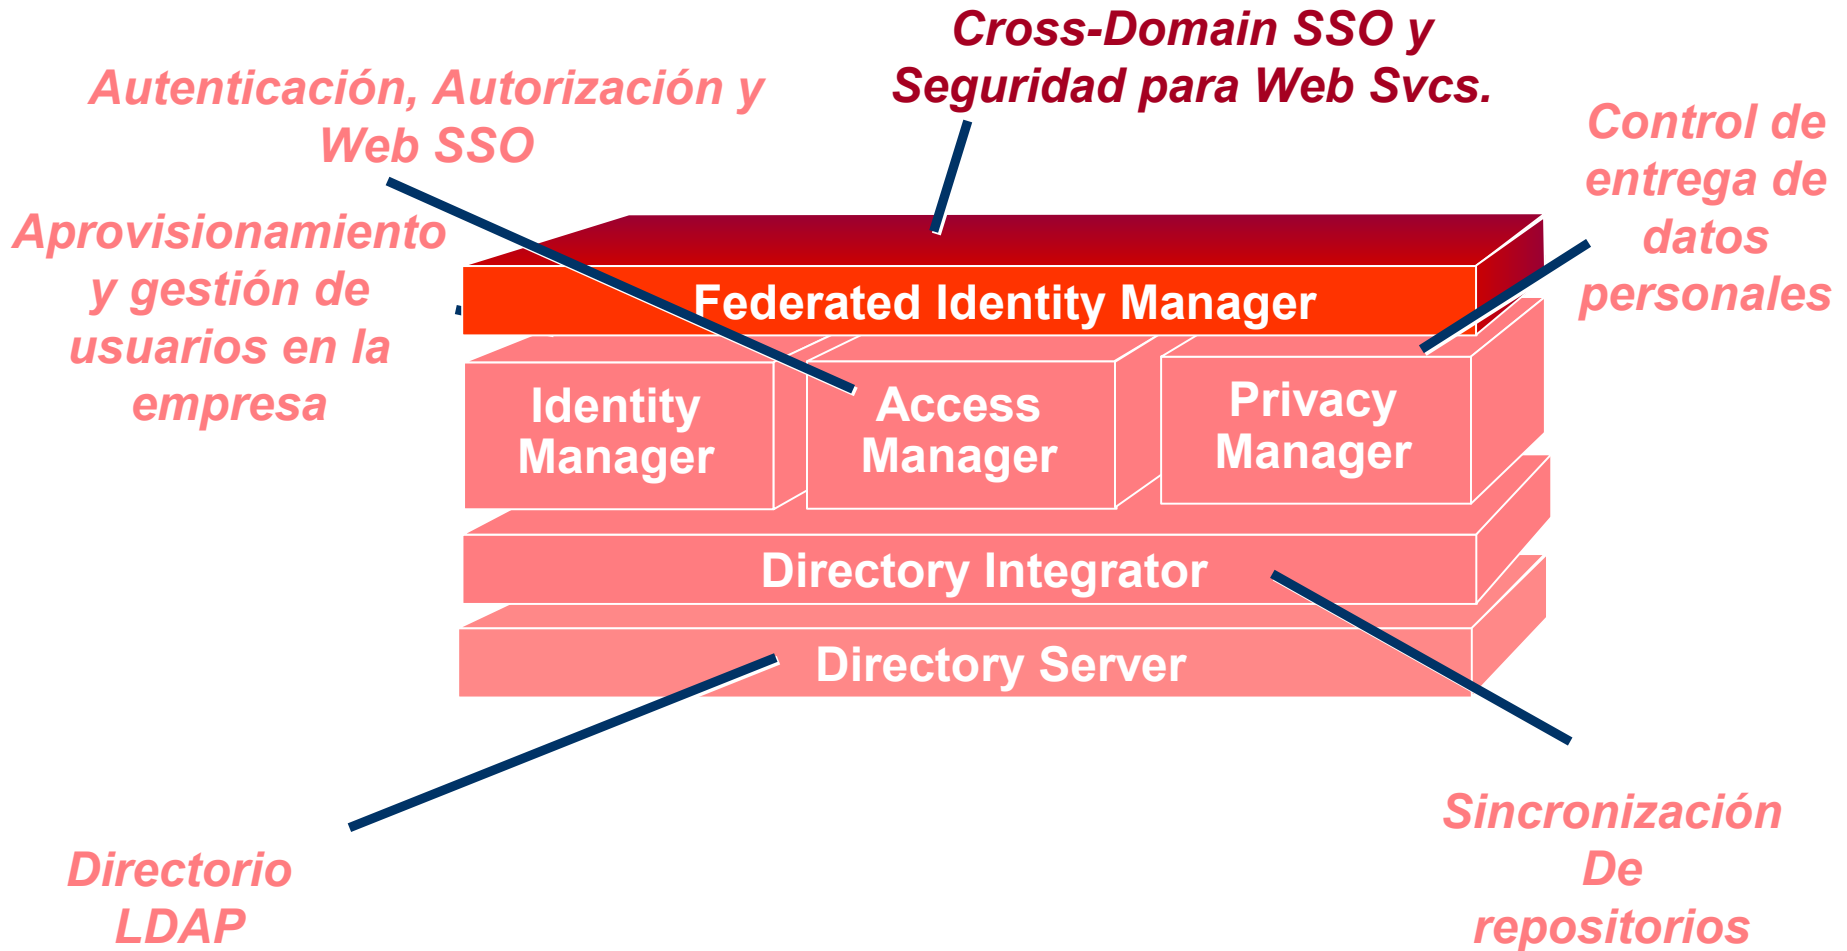 Cross-Domain SSO y
Seguridad para Web Svcs.
Autenticación, Autorización y
Web SSO
Control de
entrega de
datos
personales
Aprovisionamiento
y gestión de
usuarios en la
empresa
Federated Identity Manager
Identity
Manager
Access
Manager
Privacy
Manager
Directory Integrator
Directory Server
Directorio
LDAP
Sincronización
De
repositorios